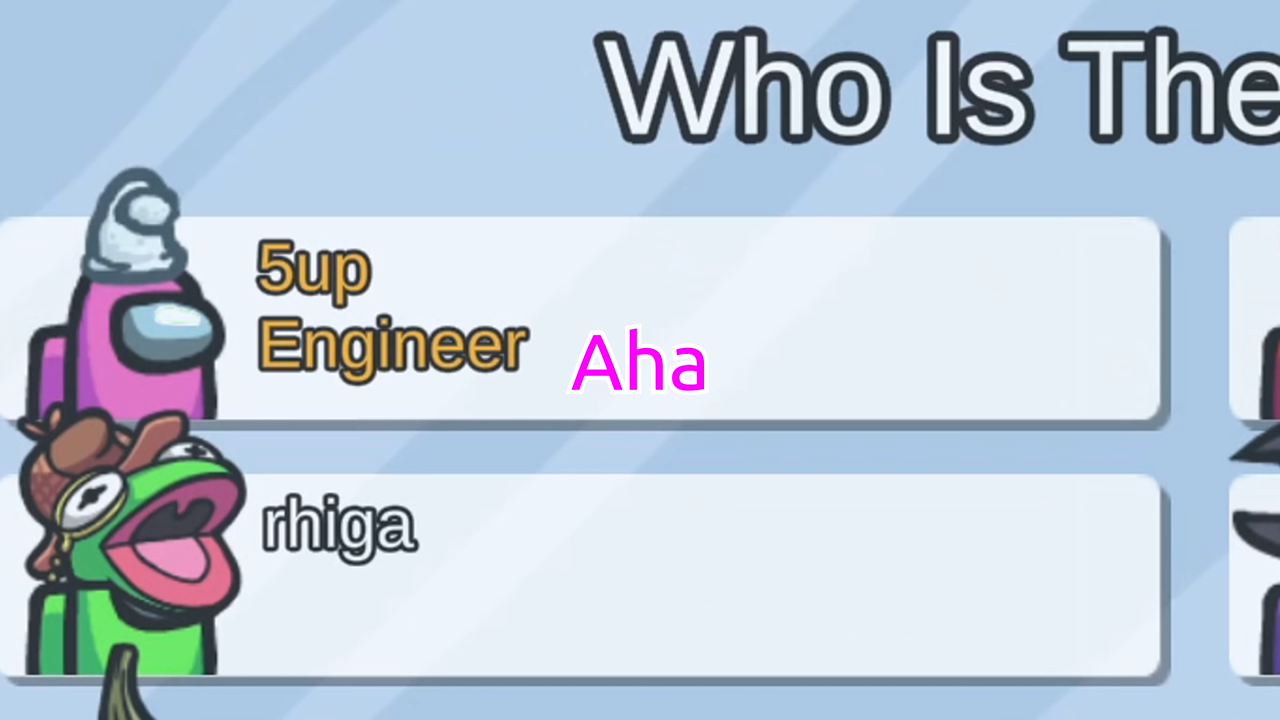 Who Is The
5up
Engineer
Aha
rhiga